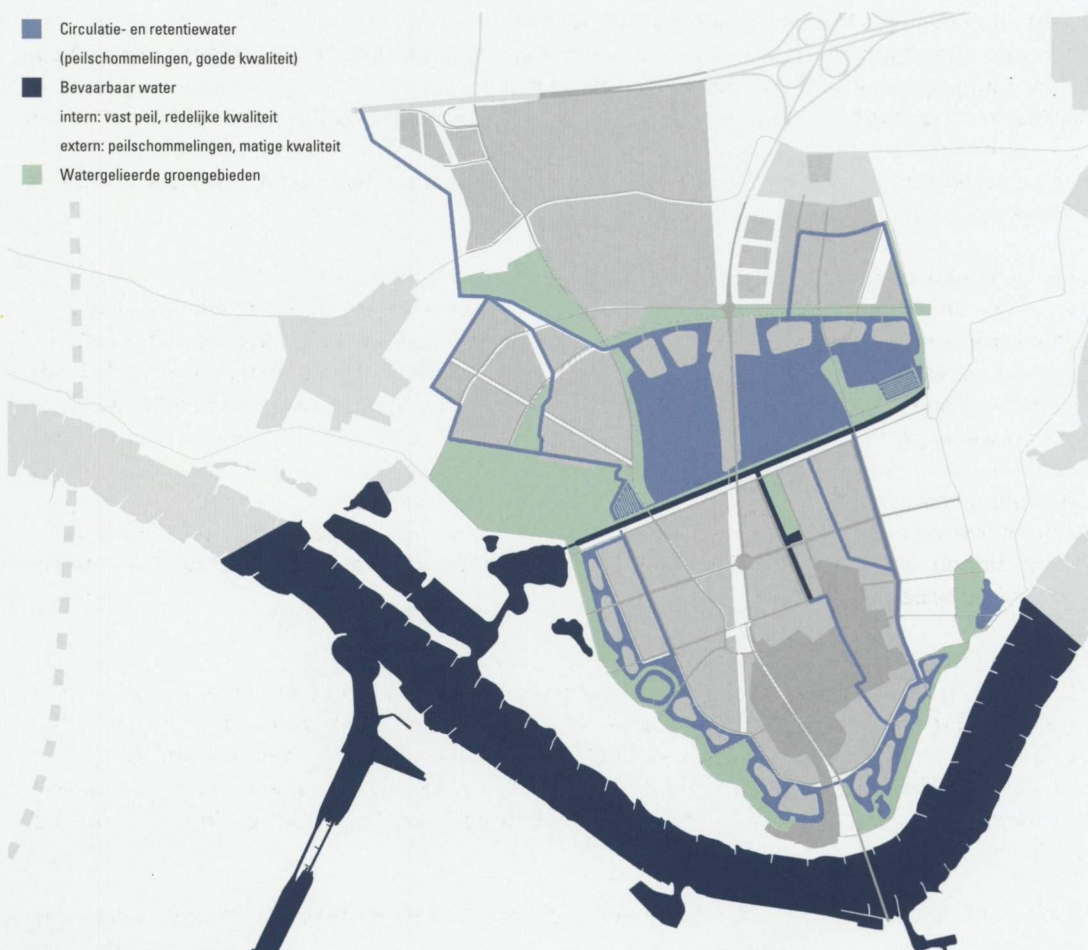 Circulatie- en retentiewater
(peilschommelingen, goede kwaliteit)
Bevaarbaar water
intern: vast peil, redelijke kwaliteit
extern: peilschommelingen, matige kwaliteit
Watergelieerde groengebieden